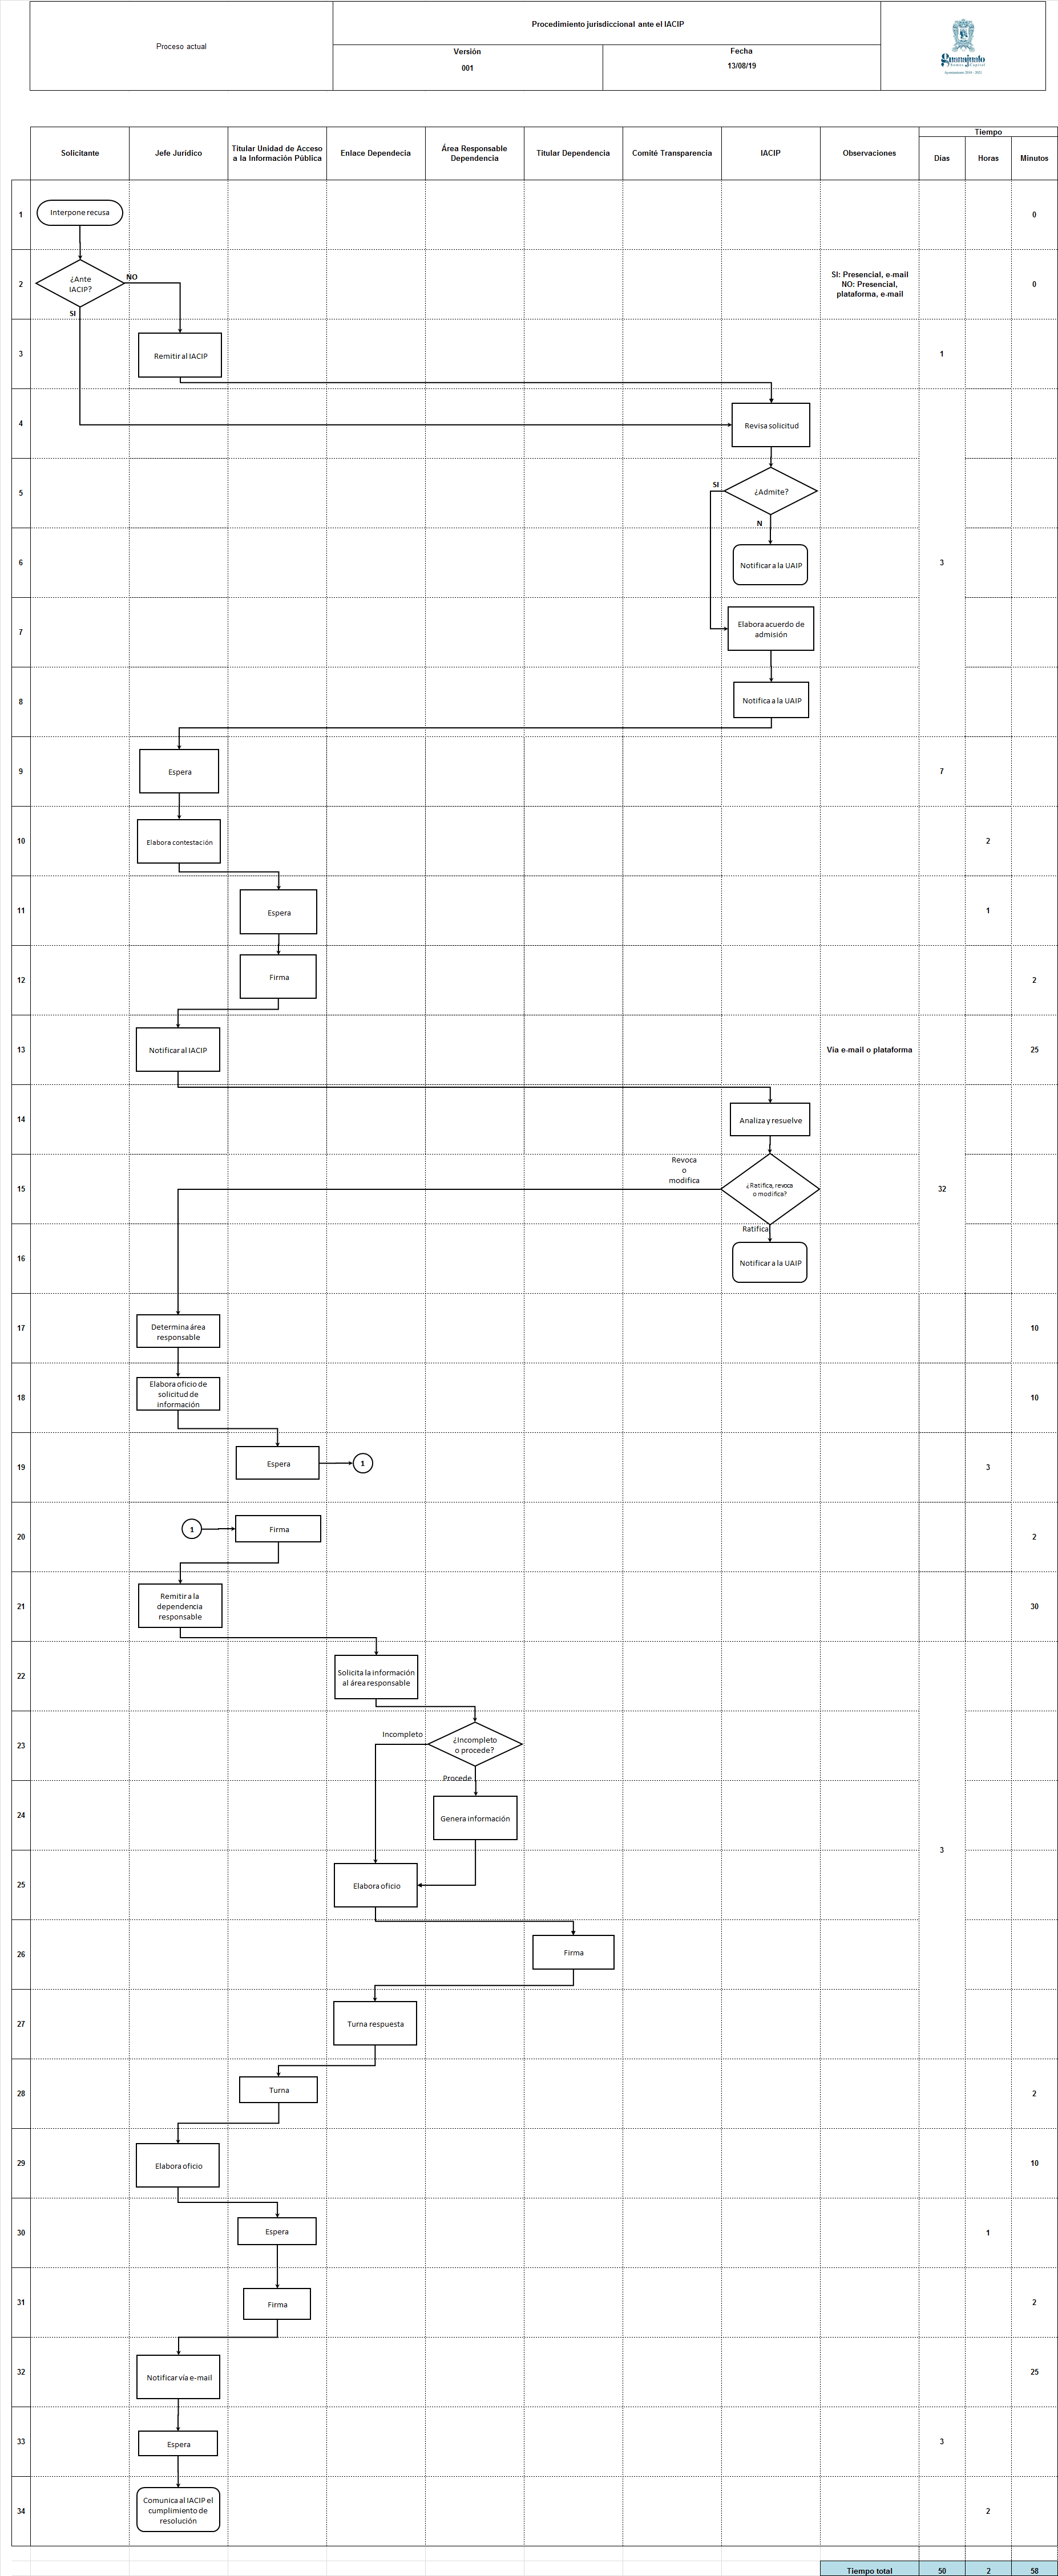 Proceso actual
Procedimiento jurisdiccional ante el IACIP
Versión
001
Fecha
13/08/19
guanajuato
Somos Capital
Ayuntamiento 2018 - 2021
Solicitante
Jefe Jurídico
Titular Unidad de Acceso
a la Información Pública
Enlace Dependecia
Área Responsable
Dependencia
Titular Dependencia
Comité Transparencia
IACIP
Observaciones
Tiempo
Días
Horas
Minutos
1
Interpone recusa
0
2
¿Ante
IACIP?
NO
SI
SI: Presencial, e-mail
NO: Presencial,
plataforma, e-mail
0
3
Remitir al IACIP
1
4
Revisa solicitud
5
SI
¿Admite?
N
6
Notificar a la UAIP
3
7
Elabora acuerdo de
admisión
8
Notifica a la UAIP
9
Espera
7
10
Elabora contestación
2
11
Espera
1
12
Firma
2
13
Notificar al IACIP
Vía e-mail o plataforma
25
14
Analiza y resuelve
15
Revoca
o
modifica
¿Ratifica, revoca
o modifica?
32
Ratifica
16
Notificar a la UAIP
17
Determina área
responsable
10
18
Elabora oficio de
solicitud de
información
10
19
Espera
1
3
20
1
Firma
2
21
Remitir a la
dependencia
responsable
30
22
Solicita la información
al área responsable
23
Incompleto
¿Incompleto
o procede?
Procede
24
Genera información
3
25
Elabora oficio
26
Firma
27
Turna respuesta
28
Turna
2
29
Elabora oficio
10
30
Espera
1
31
Firma
2
32
Notificar vía e-mail
25
33
Espera
3
34
Comunica al IACIP el
cumplimiento de
resolución
2
Tiempo total
50
2
58